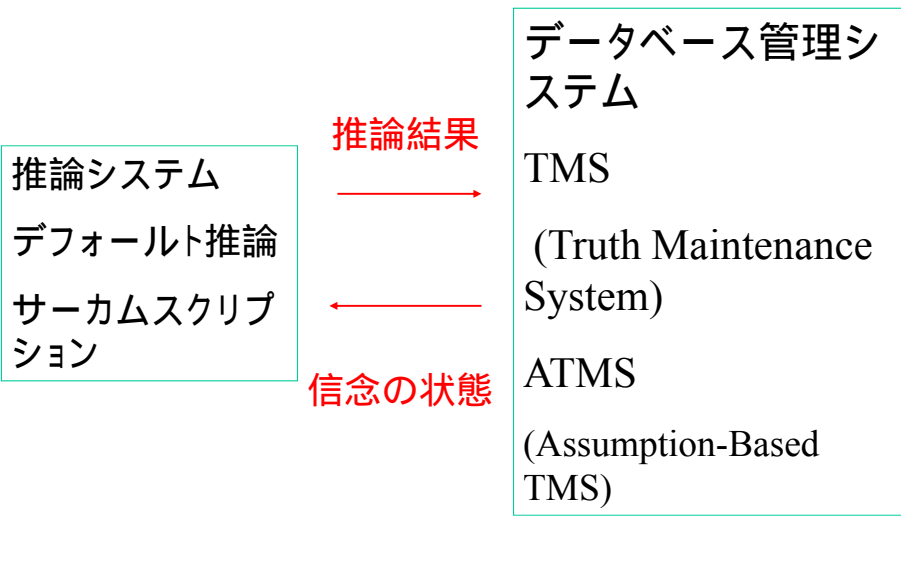 推論システム
デフォールト推論
サーカムスクリプ
ション
推論結果
信念の状態
データベース管理シ
ステム
TMS
(Truth Maintenance
System)
ATMS
(Assumption-Based
TMS)